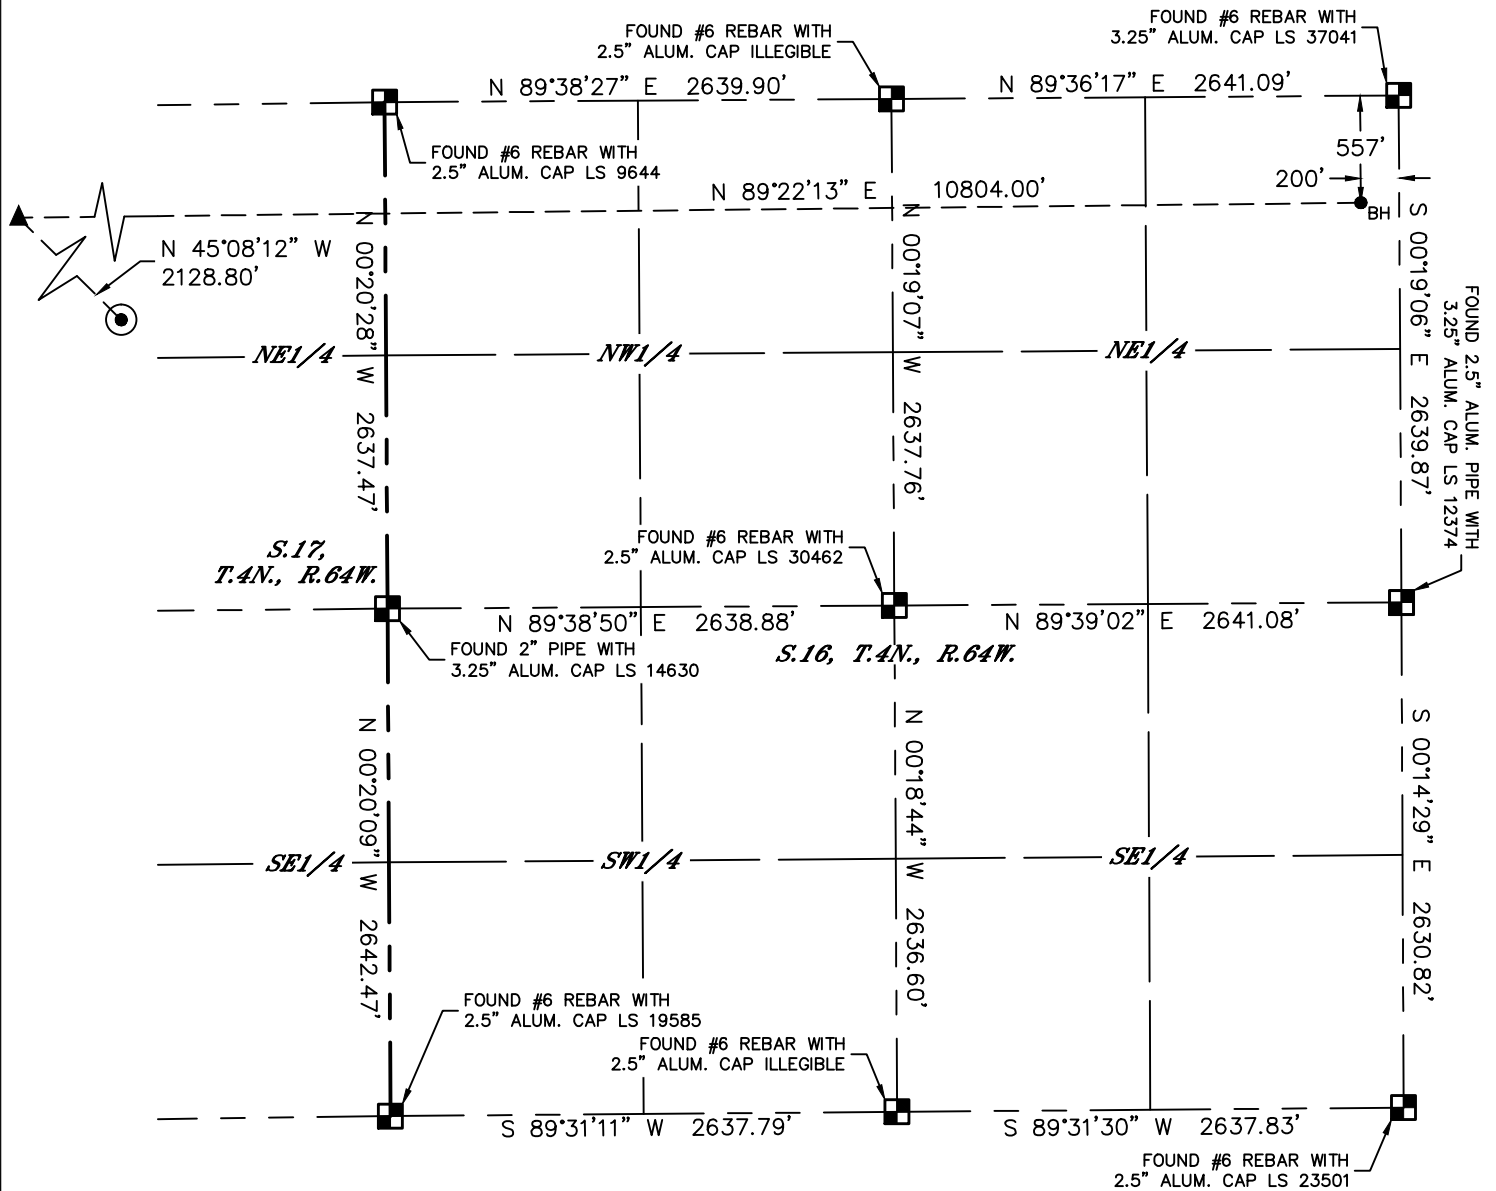 FOUND #6 REBAR WITH
2.5" ALUM. CAP ILLEGIBLE
FOUND #6 REBAR WITH
3.25" ALUM. CAP LS 37041
N 89°38'27" E 2639.90'
N 89°36'17" E 2641.09'
FOUND #6 REBAR WITH
2.5" ALUM. CAP LS 9644
557'
200'
N 89°22'13" E 10804.00'
BH
N 45°08'12" W
2128.80'
N 00°20'28" W 2637.47'
N 00°19'07" W 2637.76'
S 00°19'06" E 2639.87'
FOUND 2.5" ALUM. PIPE WITH
3.25" ALUM. CAP LS 12374
NE1/4
NW1/4
NE1/4
FOUND #6 REBAR WITH
2.5" ALUM. CAP LS 30462
S.17,
T.4N., R.64W.
N 89°38'50" E 2638.88'
N 89°39'02" E 2641.08'
FOUND 2" PIPE WITH
3.25" ALUM. CAP LS 14630
S.16, T.4N., R.64W.
N 00°20'09" W 2642.47'
N 00°18'44" W 2636.60'
S 00°14'29" E 2630.82'
SE1/4
SW1/4
SE1/4
FOUND #6 REBAR WITH
2.5" ALUM. CAP LS 19585
FOUND #6 REBAR WITH
2.5" ALUM. CAP ILLEGIBLE
S 89°31'11" W 2637.79'
S 89°31'30" W 2637.83'
FOUND #6 REBAR WITH
2.5" ALUM. CAP LS 23501